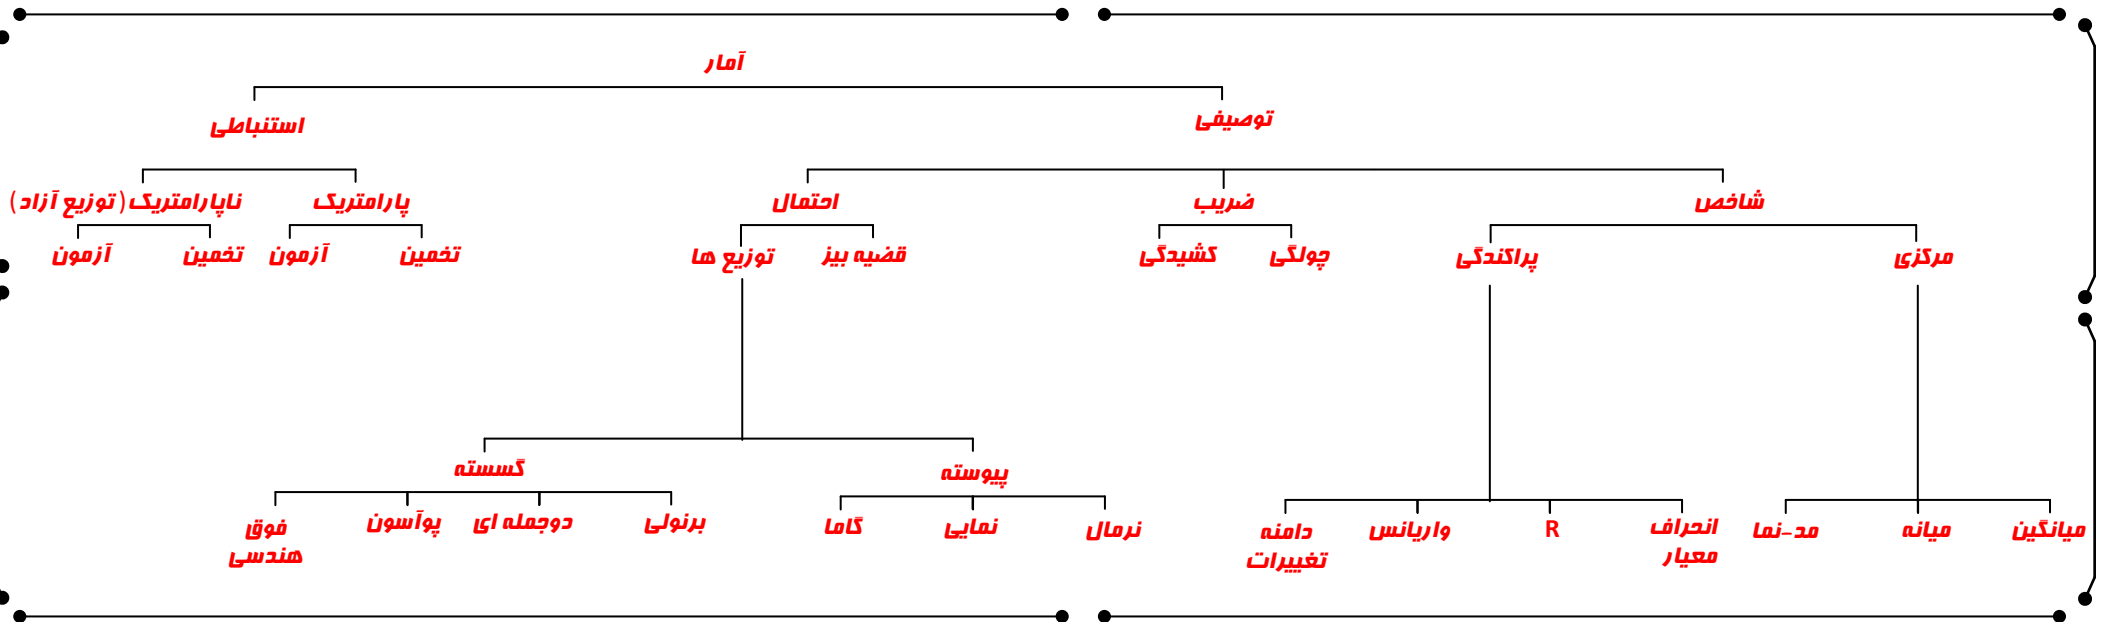 آمار
توصیفی
استنباطی
شاخص
ضریب
احتمال
پارامتریک
ناپارامتریک (توزیع آزاد)
مرکزی
پراکندگی
چولگی
کشیدگی
قضیه بیز
توزیع ها
تخمین
آزمون
تخمین
آزمون
پیوسته
گسسته
میانگین
میانه
مد-نما
انحراف
معیار
R
واریانس
دامنه
تغییرات
نرمال
نمایی
گاما
برنولی
دوجمله ای
پوآسون
فوق
هندسی